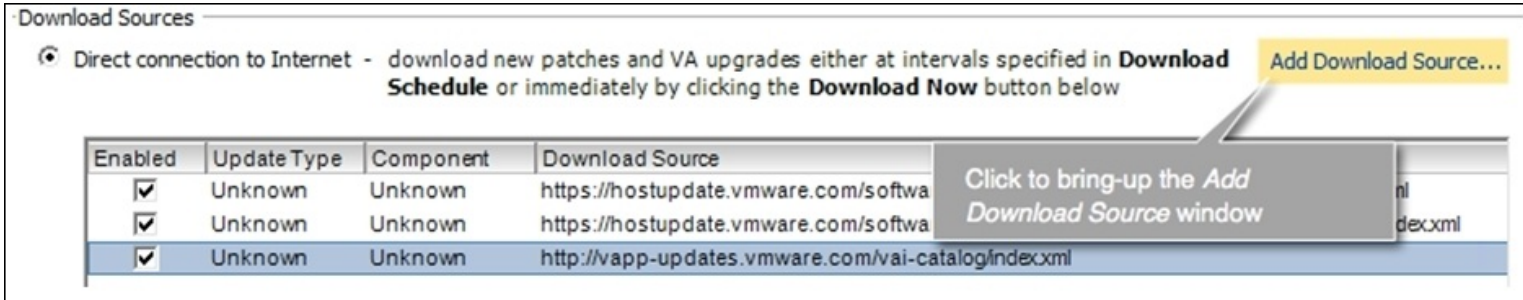 Download Sources
Direct connection to Internet - download new patches and VA upgrades either at intervals specified in Download
Schedule or immediately by clicking the Download Now button below
Add Download Source...
Enabled Update Type Component Download Source
Unknown Unknown https://hostupdate.vmware.com/softwa
Unknown Unknown https://hostupdate.vmware.com/softwa dex.xml
Unknown Unknown http://vapp-updates.vmware.com/vai-catalog/index.xml
Click to bring-up the Add
Download Source window